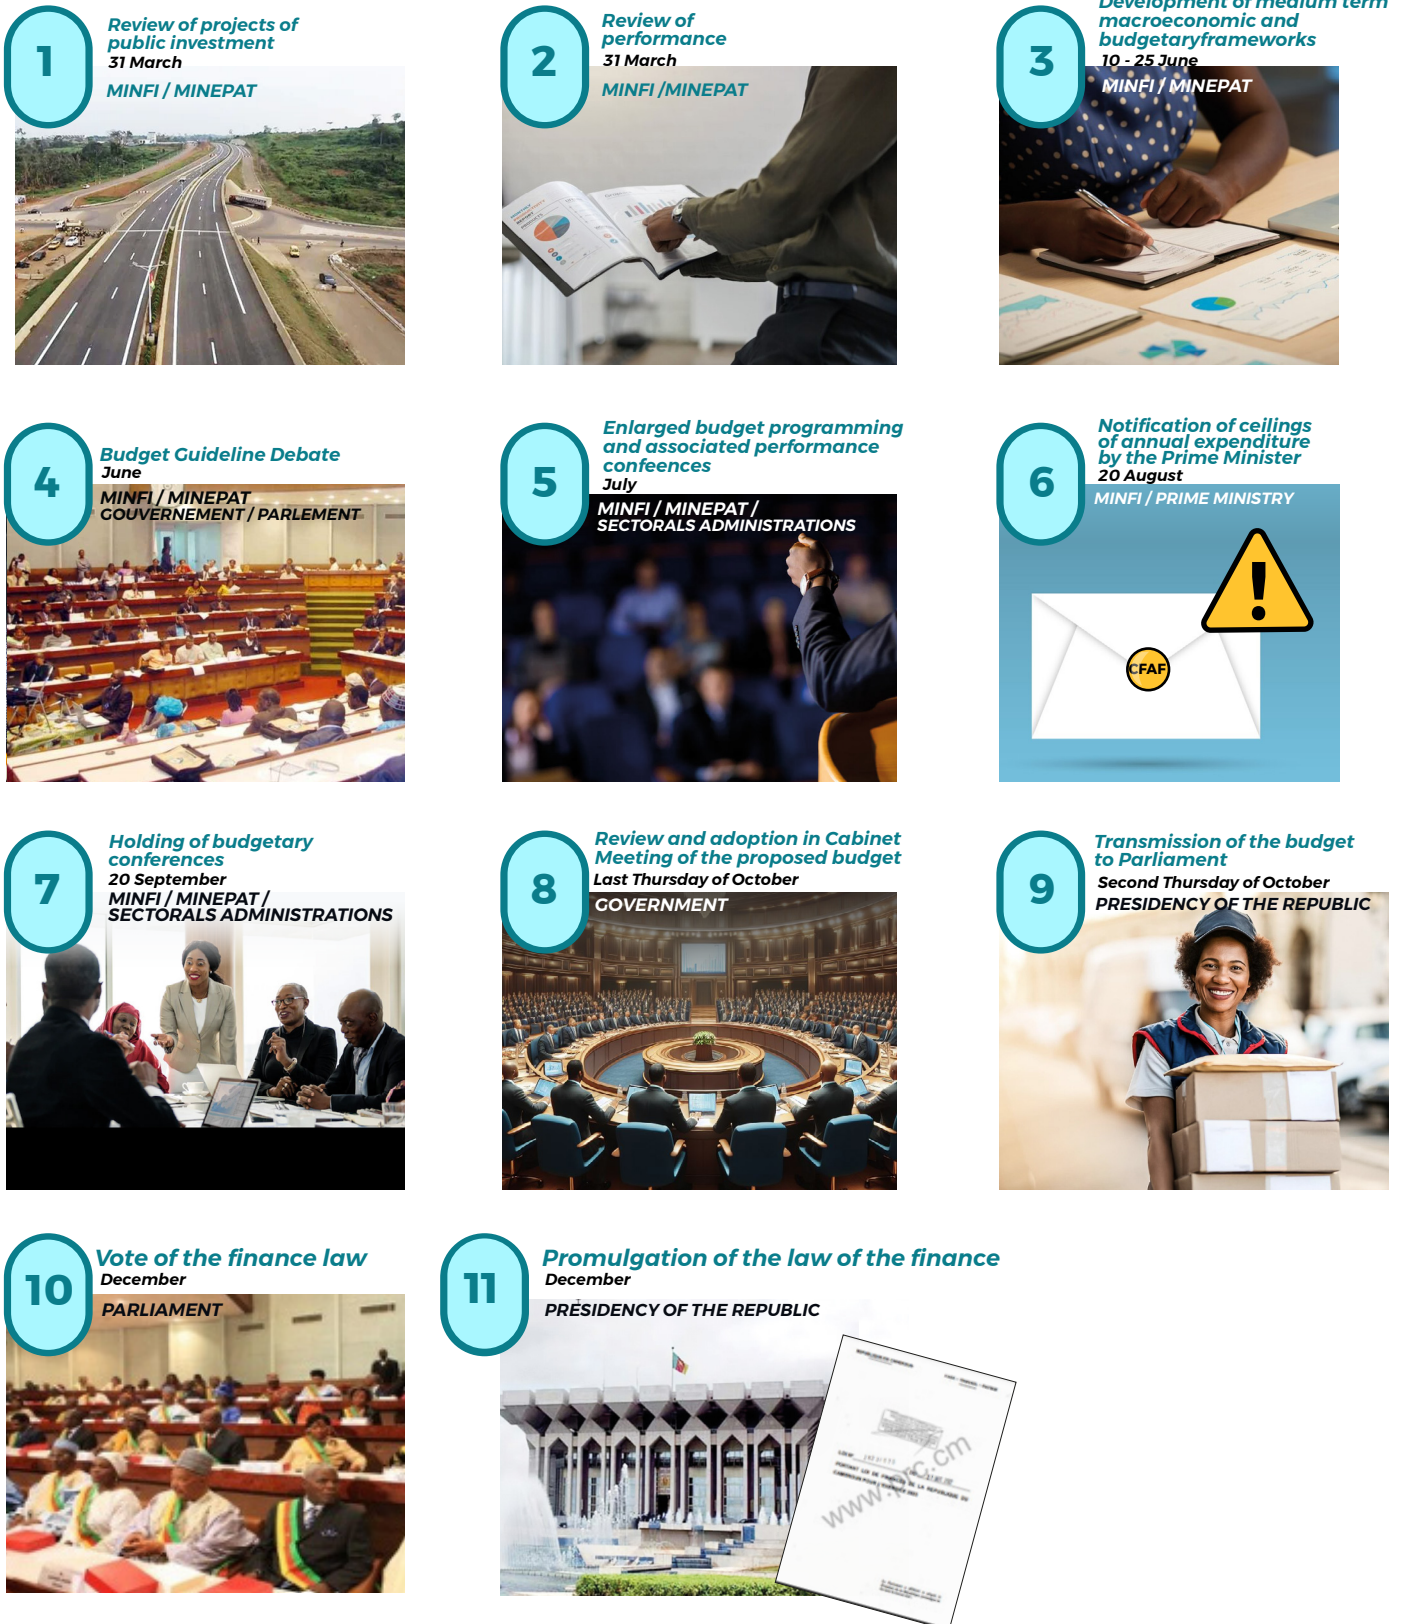 1
Review of projects of
public investment
31 March
MINFI / MINEPAT
2
Review of
performance
31 March
MINFI /MINEPAT
3
Development of medium term
macroeconomic and
budgetaryframeworks
10 - 25 June
MINFI / MINEPAT
4
Budget Guideline Debate
June
MINFI / MINEPAT
GOUVERNEMENT / PARLEMENT
5
Enlarged budget programming
and associated performance
confeences
July
MINFI / MINEPAT /
SECTORALS ADMINISTRATIONS
6
Notification of ceilings
of annual expenditure
by the Prime Minister
20 August
MINFI / PRIME MINISTRY
CFAF
7
Holding of budgetary
conferences
20 September
MINFI / MINEPAT /
SECTORALS ADMINISTRATIONS
8
Review and adoption in Cabinet
Meeting of the proposed budget
Last Thursday of October
GOVERNMENT
9
Transmission of the budget
to Parliament
Second Thursday of October
PRESIDENCY OF THE REPUBLIC
10
Vote of the finance law
December
PARLIAMENT
11
Promulgation of the law of the finance
December
PRESIDENCY OF THE REPUBLIC
www.prc.cm